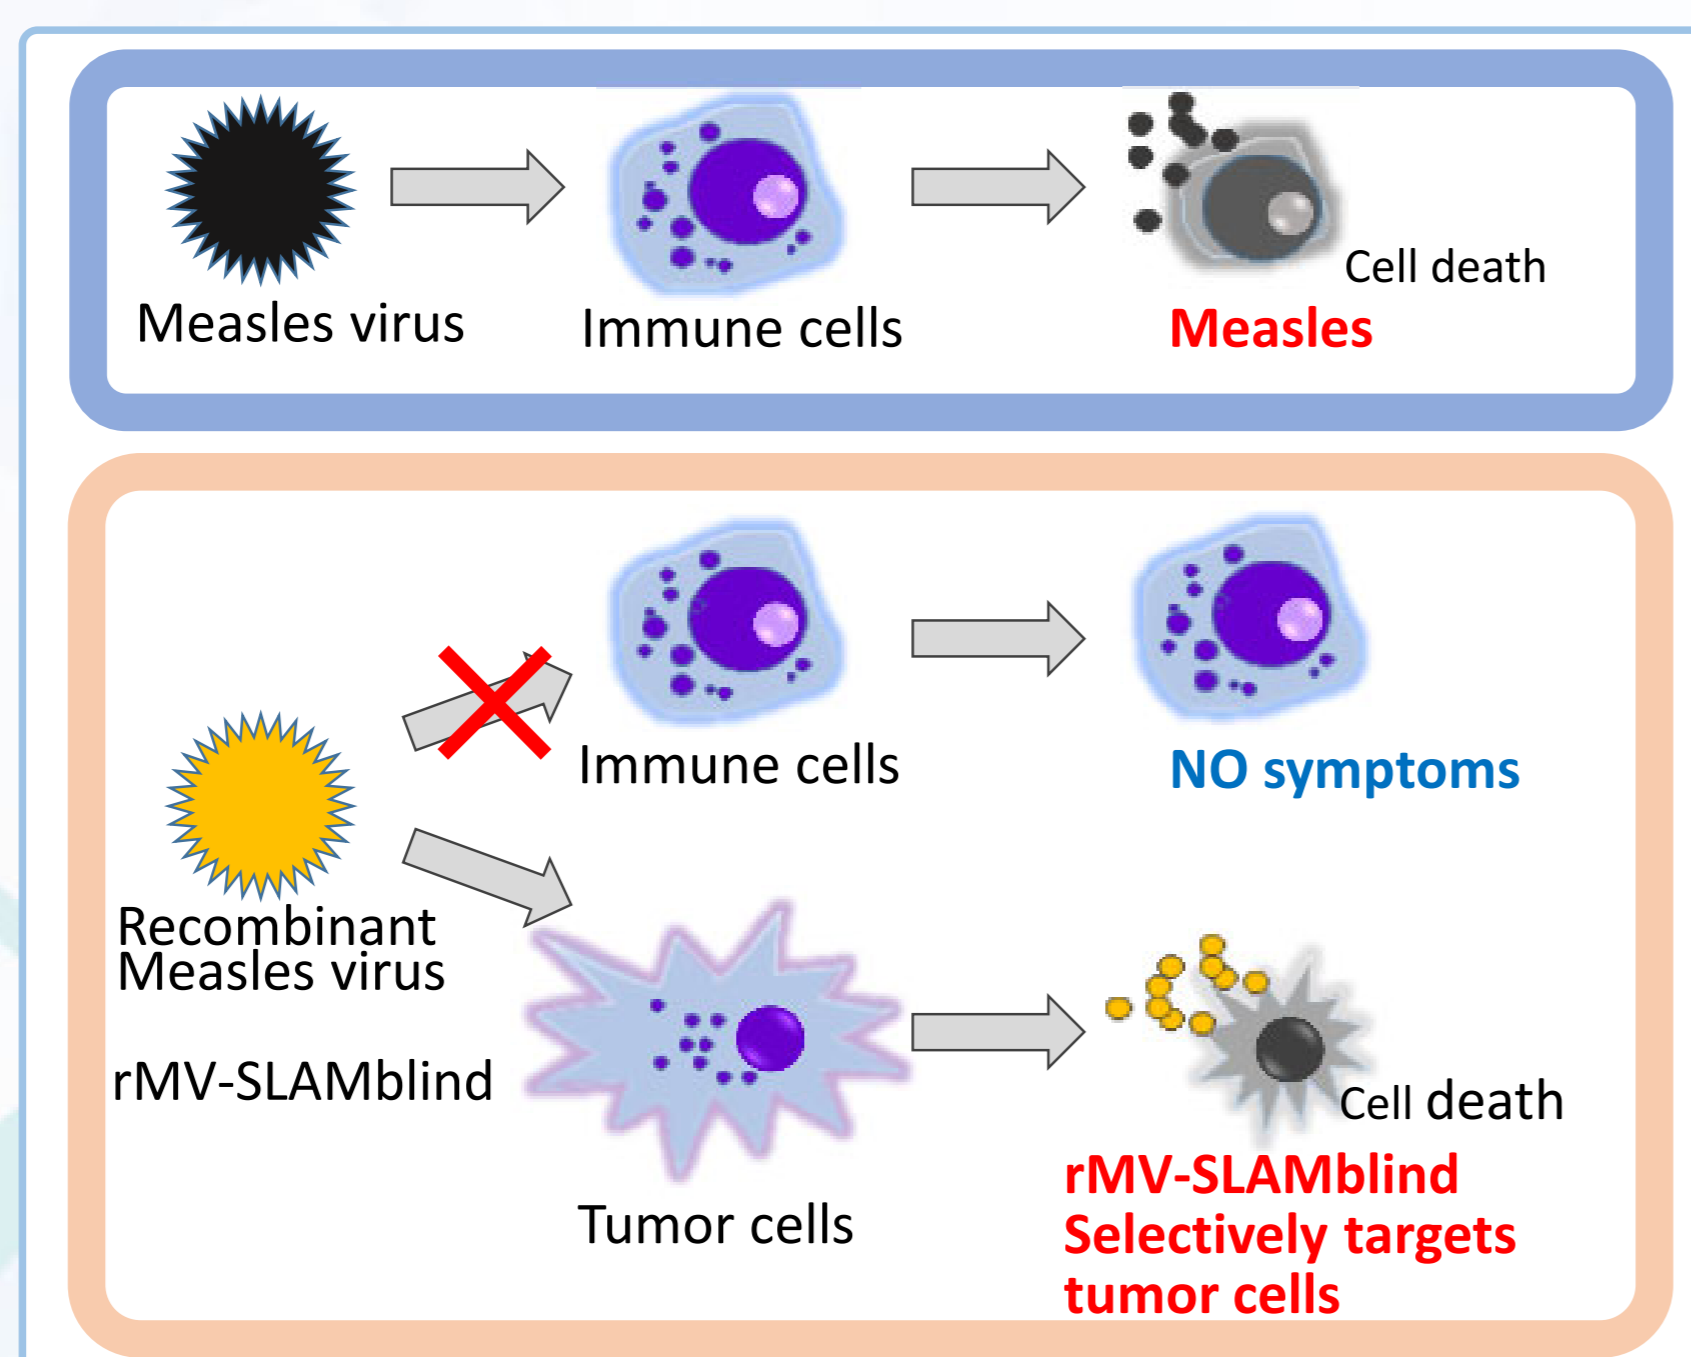 Measles virus
Immune cells
Cell death
Measles
Immune cells
NO symptoms
Recombinant
Measles virus
rMV-SLAMblind
Tumor cells
Cell death
rMV-SLAMblind
Selectively targets
tumor cells